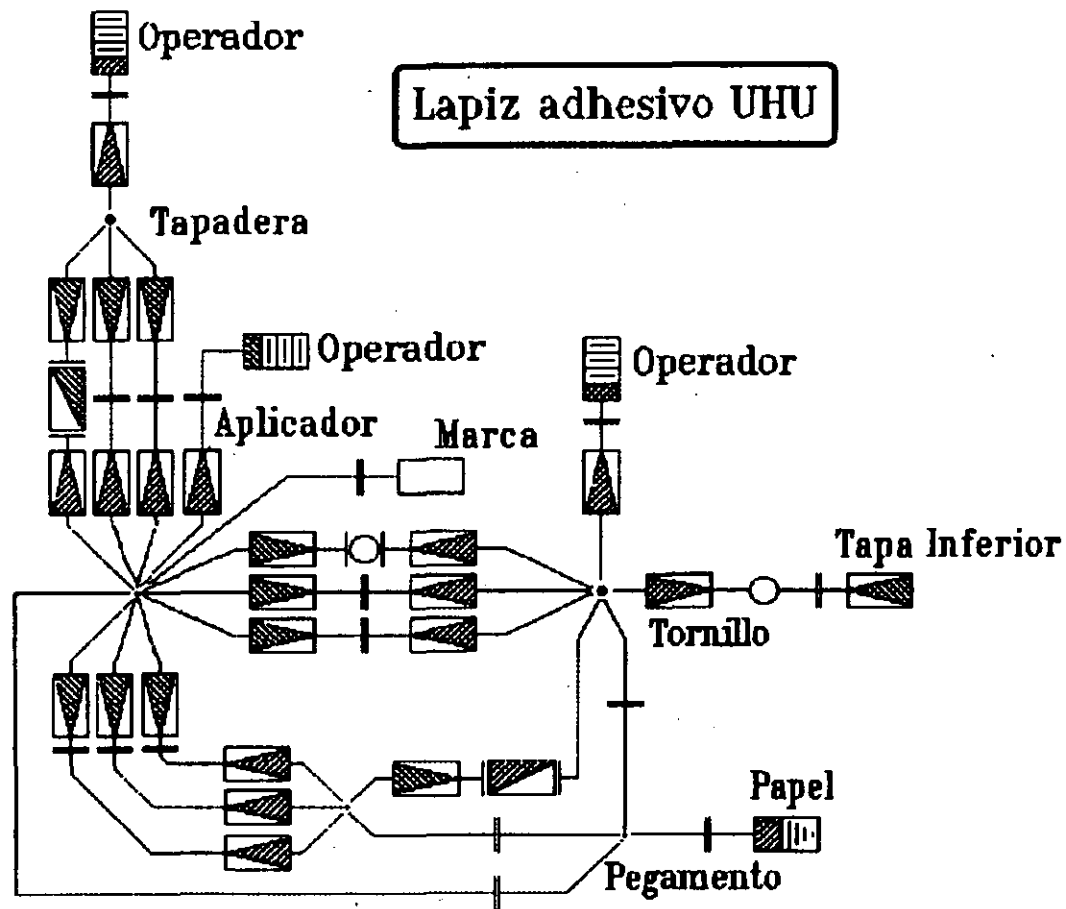 Operador
Lapiz adhesivo UHU
Tapadera
Operador
Operador
Aplicador
Marca
Tapa Inferior
Tornillo
Papel
Pegamento